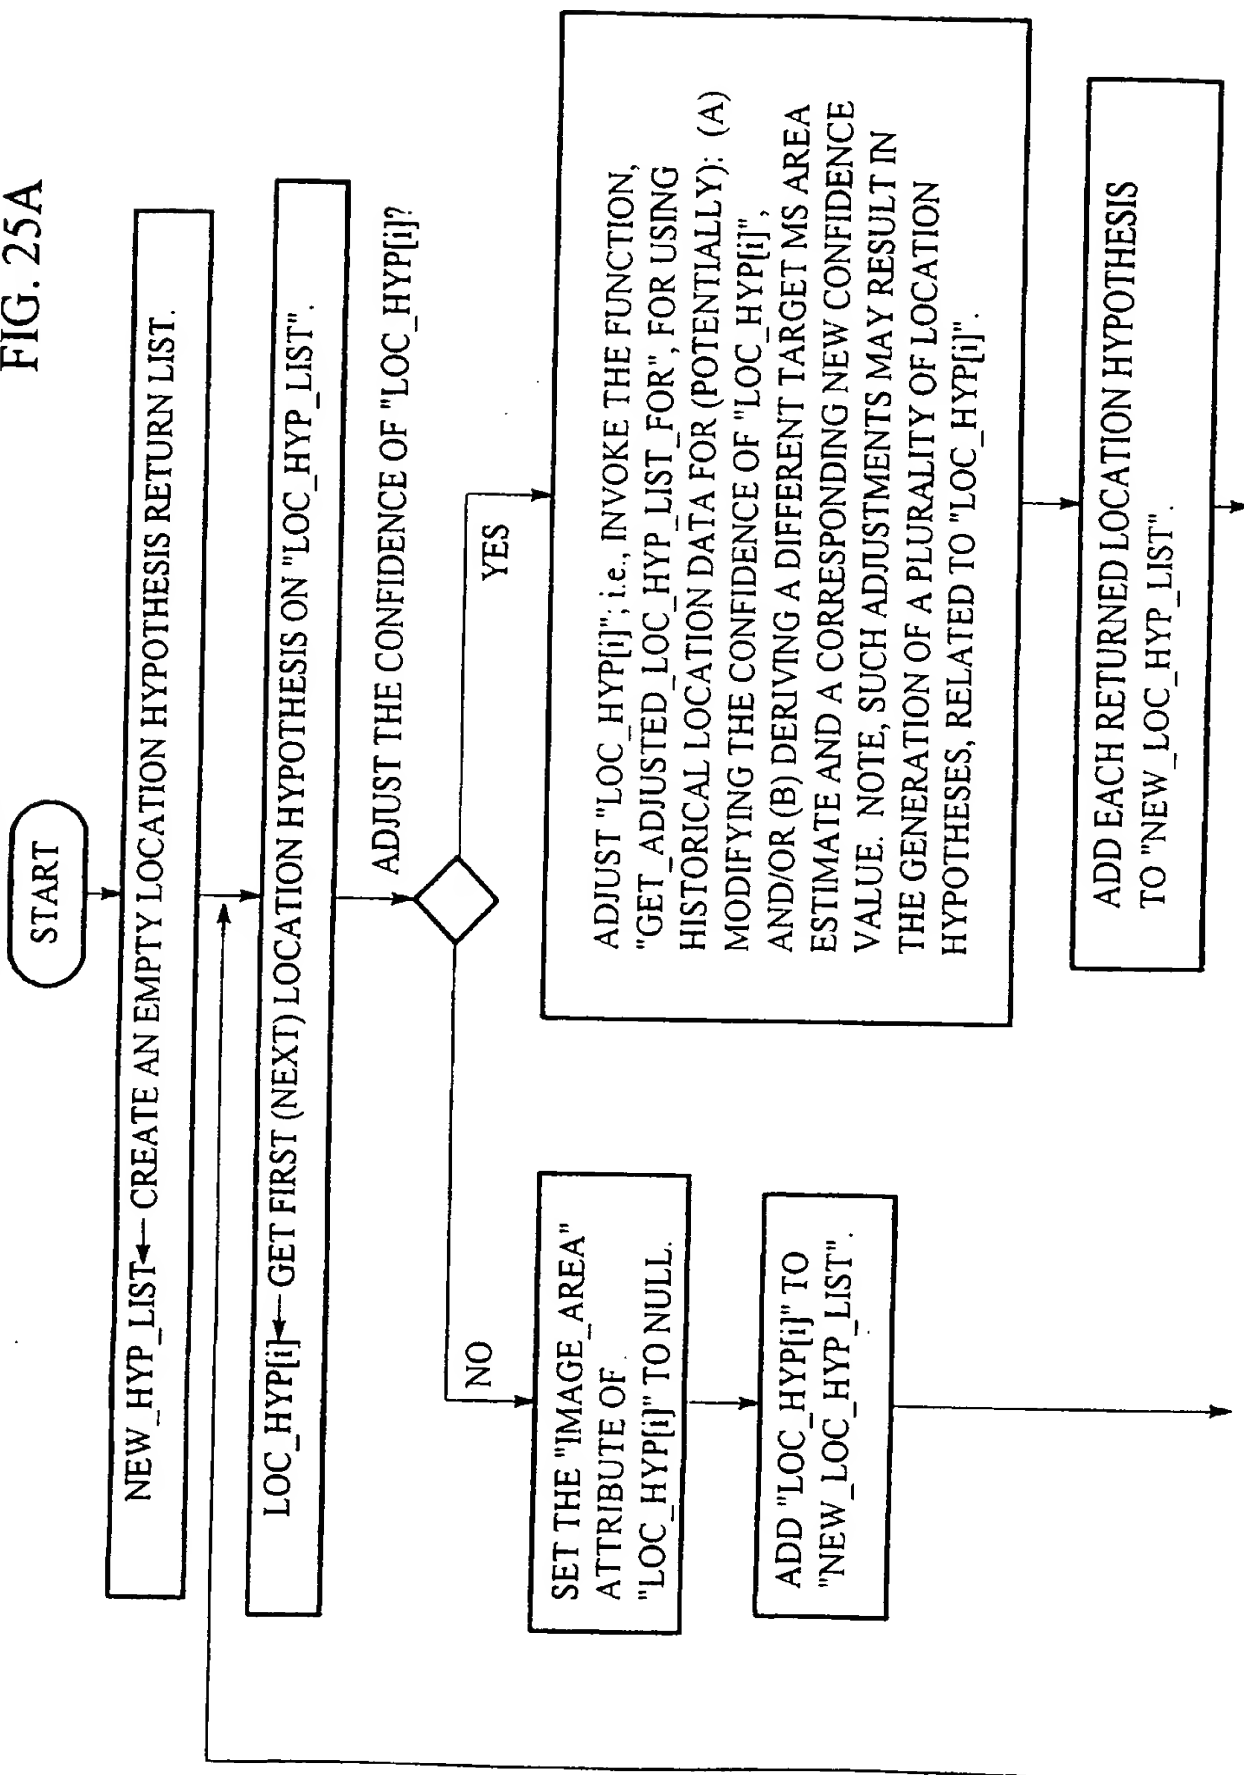 FIG. 25A
START
NEW_HYP_LIST ← CREATE AN EMPTY LOCATION HYPOTHESIS RETURN LIST.
LOC_HYP[i] ← GET FIRST (NEXT) LOCATION HYPOTHESIS ON "LOC_HYP_LIST".
ADJUST THE CONFIDENCE OF "LOC_HYP[i]?
NO
YES
SET THE "IMAGE_AREA"
ATTRIBUTE OF
"LOC_HYP[i]" TO NULL.
ADD "LOC_HYP[i]" TO
"NEW_LOC_HYP_LIST".
ADJUST "LOC_HYP[i]"; i.e., INVOKE THE FUNCTION,
"GET_ADJUSTED_LOC_HYP_LIST_FOR", FOR USING
HISTORICAL LOCATION DATA FOR (POTENTIALLY): (A)
MODIFYING THE CONFIDENCE OF "LOC_HYP[i]",
AND/OR (B) DERIVING A DIFFERENT TARGET MS AREA
ESTIMATE AND A CORRESPONDING NEW CONFIDENCE
VALUE. NOTE, SUCH ADJUSTMENTS MAY RESULT IN
THE GENERATION OF A PLURALITY OF LOCATION
HYPOTHESES, RELATED TO "LOC_HYP[i]".
ADD EACH RETURNED LOCATION HYPOTHESIS
TO "NEW_LOC_HYP_LIST".